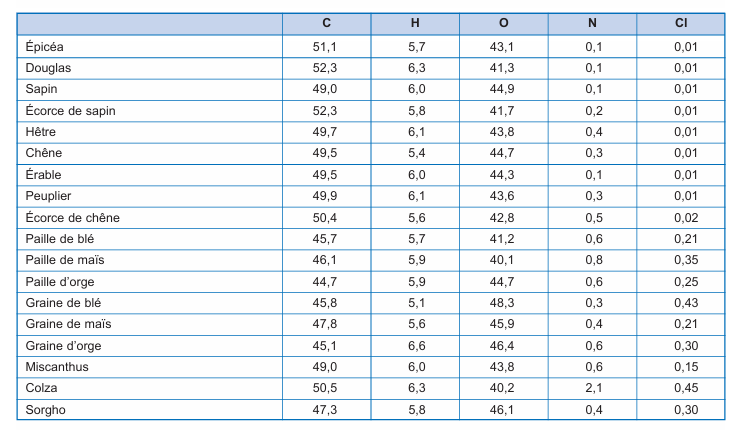 C H O N Cl
Épicéa 51,1 5,7 43,1 0,1 0,01
Douglas 52,3 6,3 41,3 0,1 0,01
Sapin 49,0 6,0 44,9 0,1 0,01
Écorce de sapin 52,3 5,8 41,7 0,2 0,01
Hêtre 49,7 6,1 43,8 0,4 0,01
Chêne 49,5 5,4 44,7 0,3 0,01
Érable 49,5 6,0 44,3 0,1 0,01
Peuplier 49,9 6,1 43,6 0,3 0,01
Écorce de chêne 50,4 5,6 42,8 0,5 0,02
Paille de blé 45,7 5,7 41,2 0,6 0,21
Paille de maïs 46,1 5,9 40,1 0,8 0,35
Paille d'orge 44,7 5,9 44,7 0,6 0,25
Graine de blé 45,8 5,1 48,3 0,3 0,43
Graine de maïs 47,8 5,6 45,9 0,4 0,21
Graine d'orge 45,1 6,6 46,4 0,6 0,30
Miscanthus 49,0 6,0 43,8 0,6 0,15
Colza 50,5 6,3 40,2 2,1 0,45
Sorgho 47,3 5,8 46,1 0,4 0,30